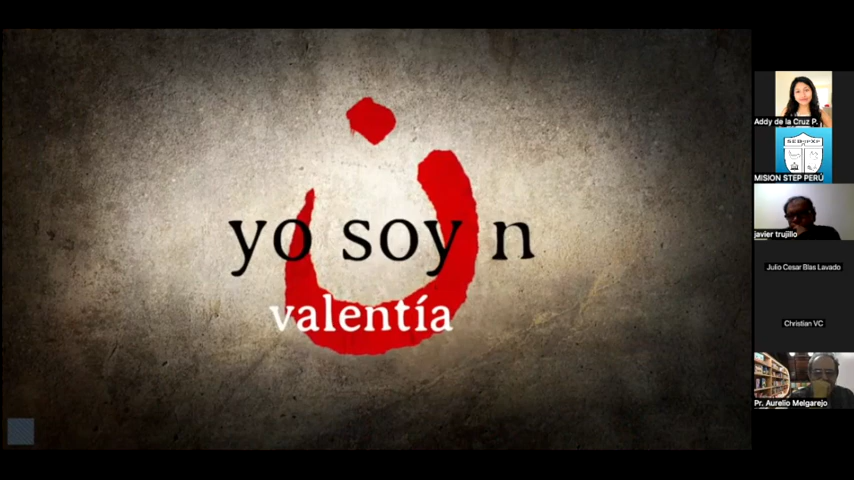 ن
yo soy n
valentía
Addy de la Cruz P.
MISION STEP PERÚ
javier trujillo
Julio Cesar Blas Lavado
Christian VC
Pr. Aurelio Melgarejo